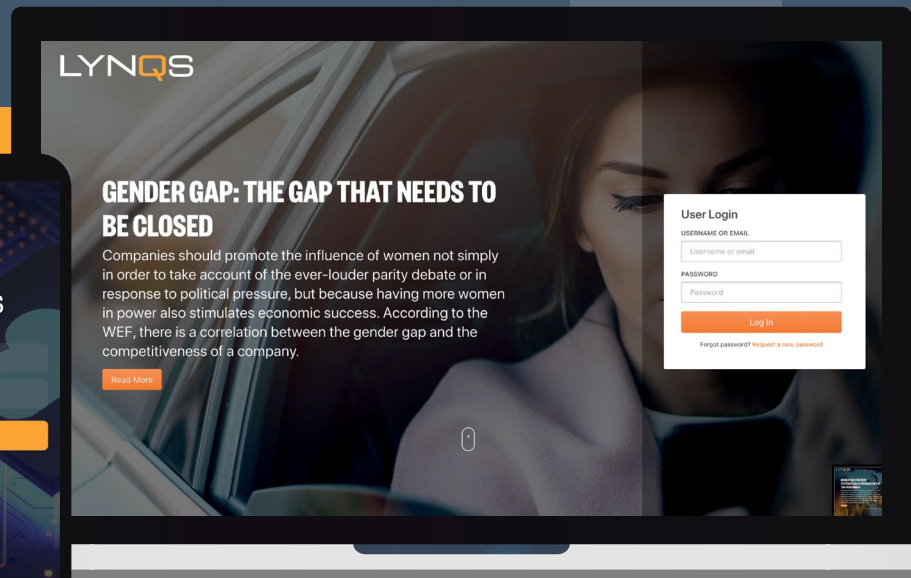 LYNQS
GENDER GAP: THE GAP THAT NEEDS TO
BE CLOSED
Companies should promote the influence of women not simply
in order to take account of the ever-louder parity debate or in
response to political pressure, but because having more women
in power also stimulates economic success. According to the
WEF, there is a correlation between the gender gap and the
competitiveness of a company.
Read More
User Login
USERNAME OR EMAIL
Username or email
PASSWORD
Password
Log In
Forgot password? Request a new password
S